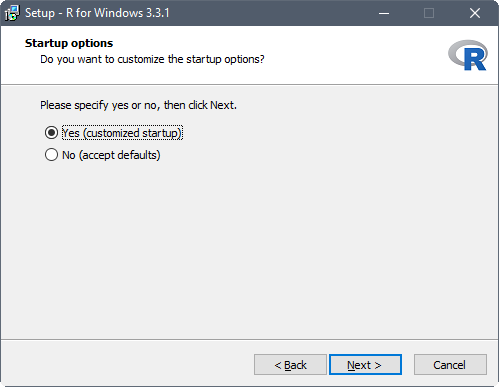 Setup - R for Windows 3.3.1
Startup options
Do you want to customize the startup options?
R
Please specify yes or no, then click Next.
Yes (customized startup)
No (accept defaults)
< Back
Next >
Cancel